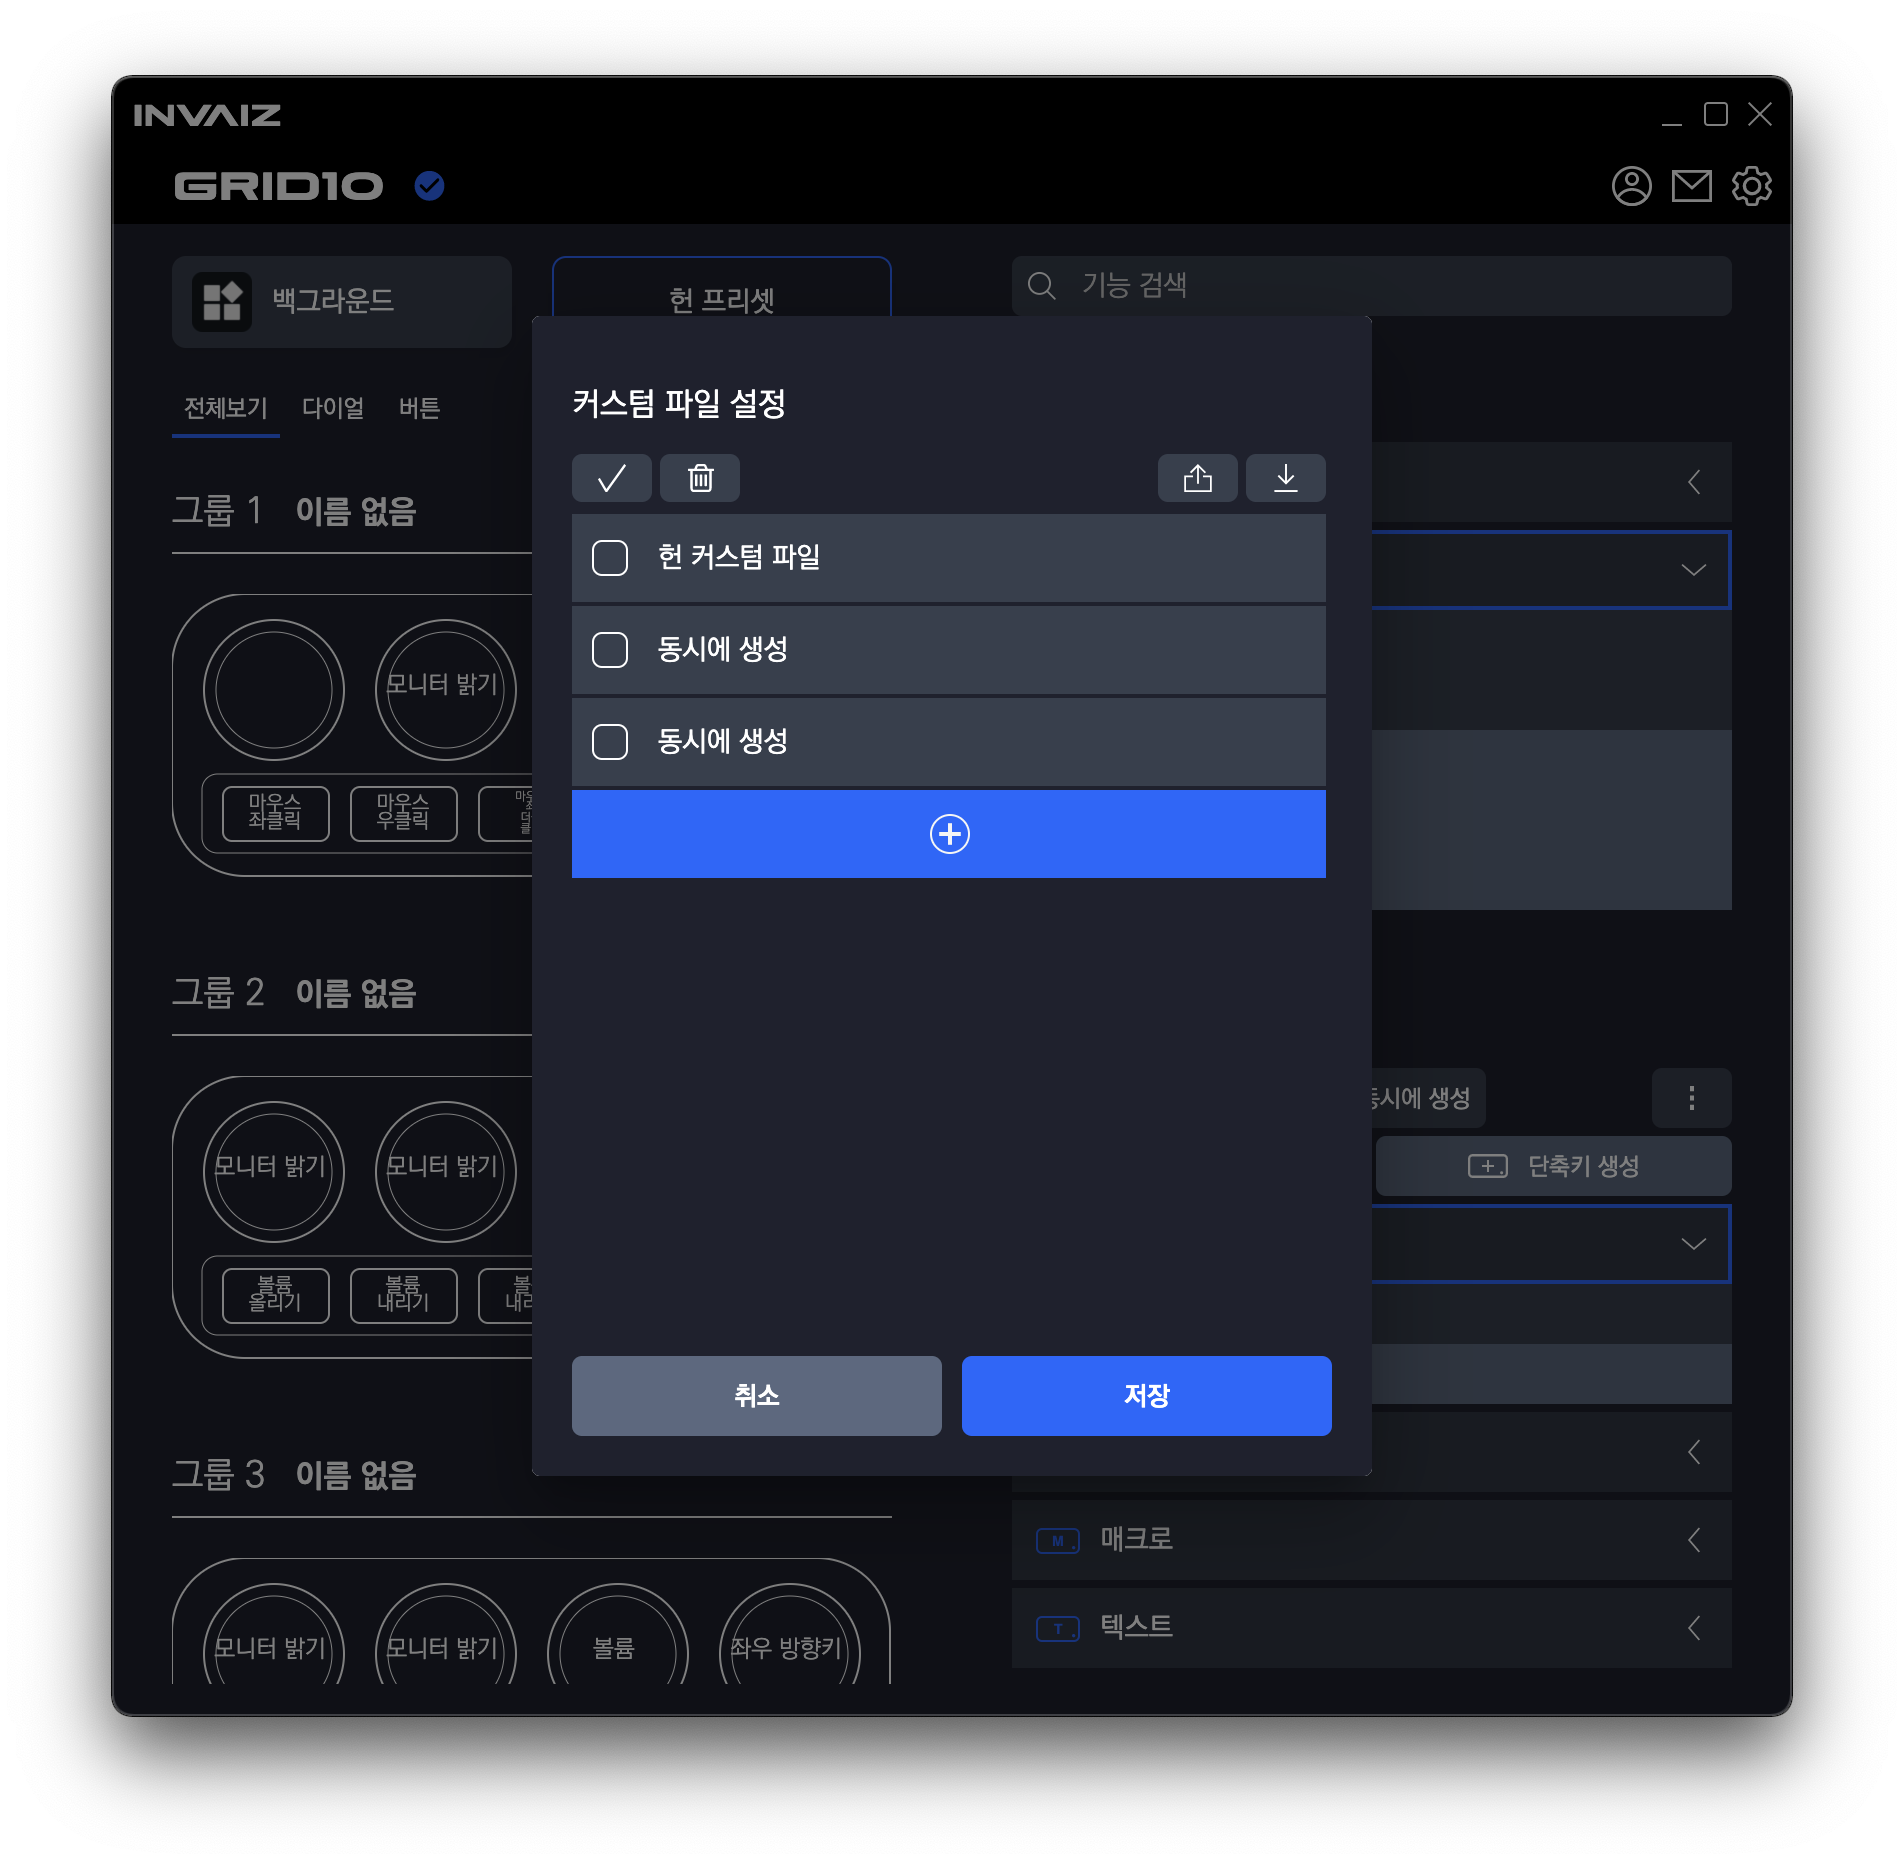 INVAIZ
GRID10
백그라운드
헌 프리셋
기능 검색
전체보기 다이얼 버튼
커스텀 파일 설정
헌 커스텀 파일
동시에 생성
동시에 생성
취소
저장
그룹 1 이름 없음
모니터 밝기
마우스
좌클릭
마우스
우클릭
그룹 2 이름 없음
모니터 밝기
모니터 밝기
볼륨
올리기
볼륨
내리기
그룹 3 이름 없음
모니터 밝기
모니터 밝기
볼륨
좌우 방향키
동시에 생성
단축키 생성
M 매크로
T 텍스트